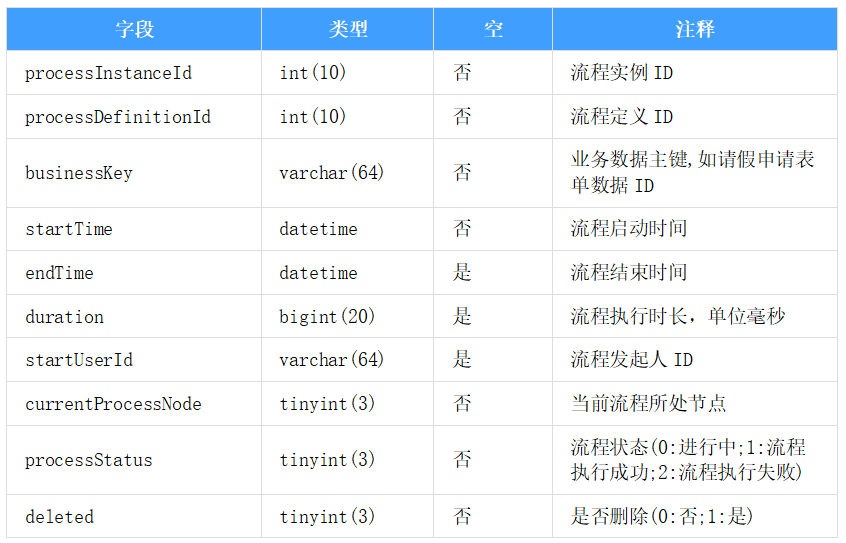 字段 类型 空 注释
processInstanceId int(10) 否 流程实例 ID
processDefinitionId int(10) 否 流程定义 ID
businessKey varchar(64) 否 业务数据主键,如请假申请表
单数据 ID
startTime datetime 否 流程启动时间
endTime datetime 是 流程结束时间
duration bigint(20) 是 流程执行时长，单位毫秒
startUserId varchar(64) 是 流程发起人 ID
currentProcessNode tinyint(3) 否 当前流程所处节点
processStatus tinyint(3) 否 流程状态(0:进行中;1:流程
执行成功;2:流程执行失败)
deleted tinyint(3) 否 是否删除(0:否;1:是)